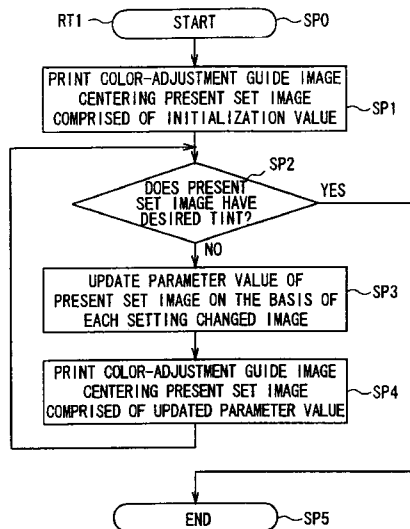 RT1
START
SP0
PRINT COLOR-ADJUSTMENT GUIDE IMAGE
CENTERING PRESENT SET IMAGE
COMPRISED OF INITIALIZATION VALUE
SP1
SP2
DOES PRESENT
SET IMAGE HAVE
DESIRED TINT?
YES
NO
UPDATE PARAMETER VALUE OF
PRESENT SET IMAGE ON THE BASIS OF
EACH SETTING CHANGED IMAGE
SP3
PRINT COLOR-ADJUSTMENT GUIDE IMAGE
CENTERING PRESENT SET IMAGE
COMPRISED OF UPDATED PARAMETER VALUE
SP4
END
SP5